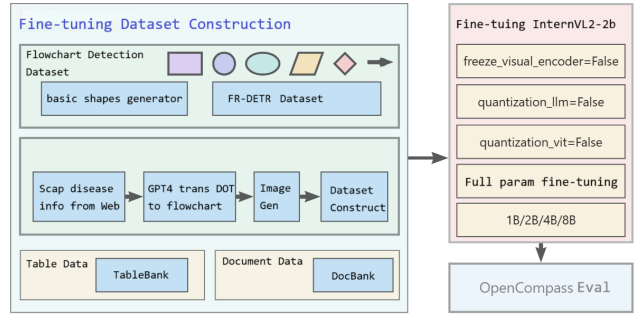 Fine-tuning Dataset Construction
Flowchart Detection
Dataset
basic shapes generator
FR-DETR Dataset
Scap disease
info from Web
GPT4 trans DOT
to flowchart
Image
Gen
Dataset
Construct
Table Data
TableBank
Document Data
DocBank
Fine-tuing InternVL2-2b
freeze_visual_encoder=False
quantization_llm=False
quantization_vit=False
Full param fine-tuning
1B/2B/4B/8B
OpenCompass Eval